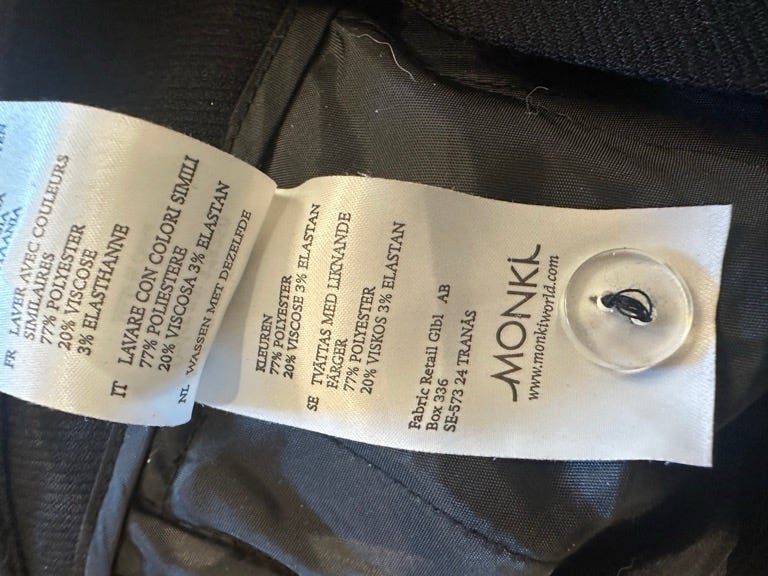 FR LAVER AVEC COULEURS
SIMILAIRES
77% POLYESTER
20% VISCOSE
3% ELASTHANNE
IT LAVARE CON COLORI SIMILI
77% POLIESTERE
20% VISCOSA 3% ELASTAN
NL WASSEN MET DEZELFDE
KLEUREN
77% POLYESTER
20% VISCOSE 3% ELASTAN
SE TVÄTTAS MED LIKNANDE
FÄRGER
77% POLYESTER
20% VISKOS 3% ELASTAN
Fabric Retail Glbl AB
Box 336
SE-573 24 TRANÅS
MONKI
www.monkiworld.com